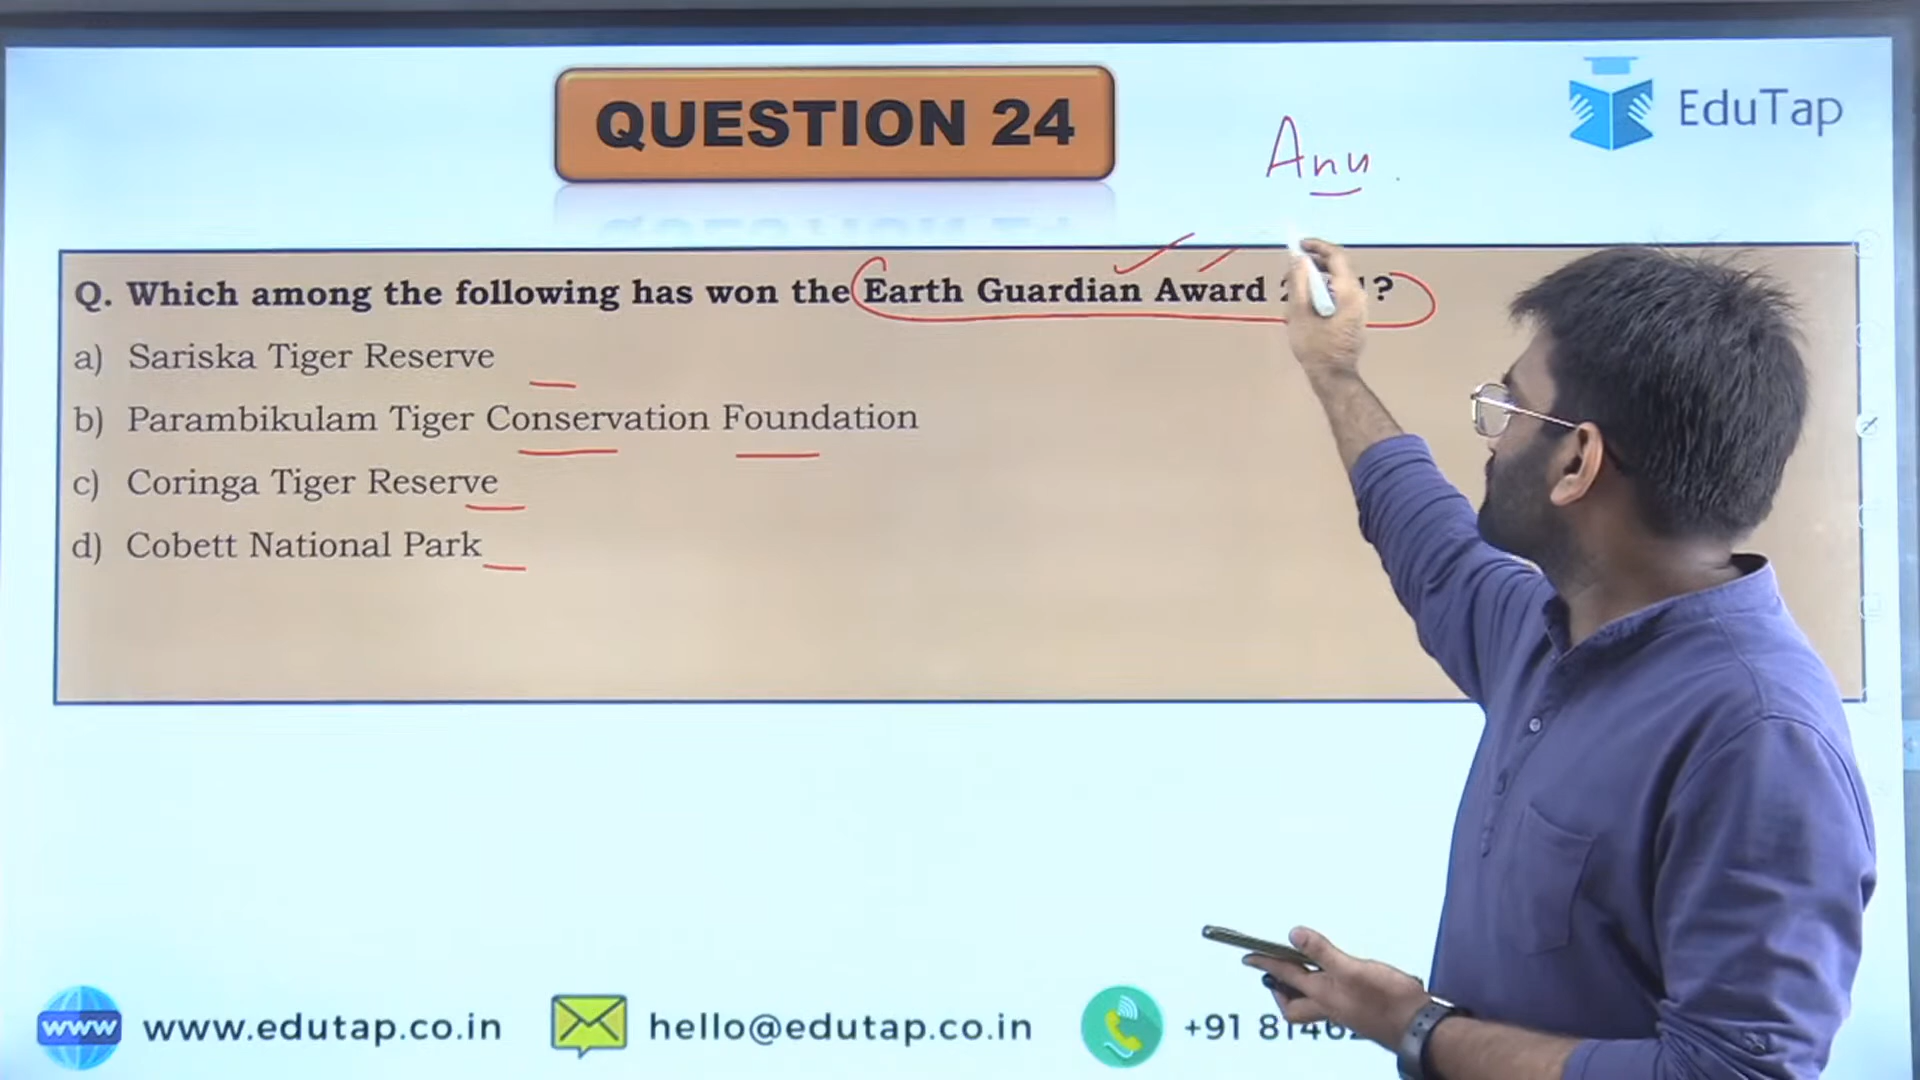 QUESTION 24
EduTap
Anu
Q. Which among the following has won the Earth Guardian Award ?
a) Sariska Tiger Reserve
b) Parambikulam Tiger Conservation Foundation
c) Coringa Tiger Reserve
d) Cobett National Park
www
www.edutap.co.in
hello@edutap.co.in
+91